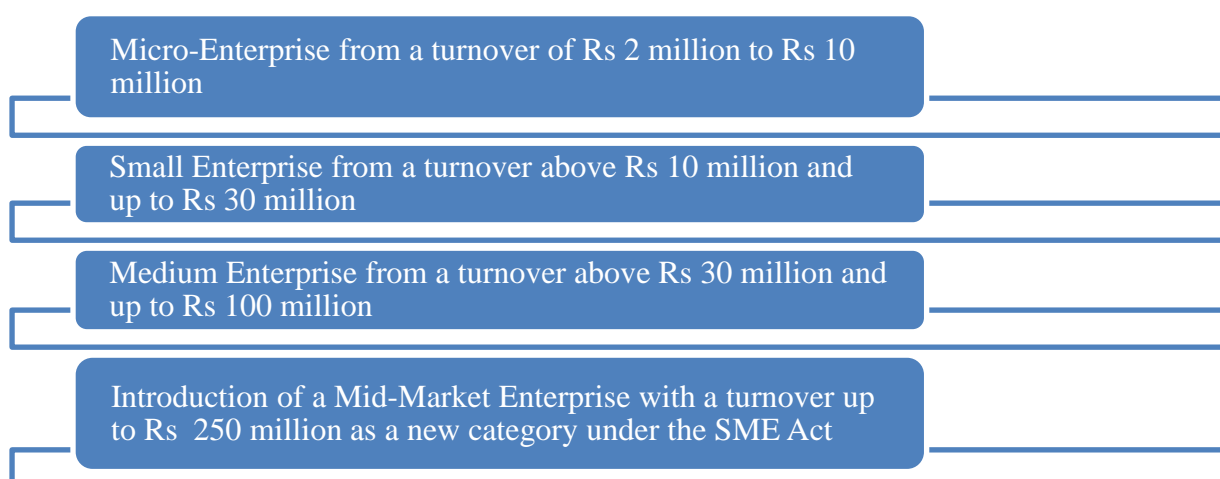 Micro-Enterprise from a turnover of Rs 2 million to Rs 10
million
Small Enterprise from a turnover above Rs 10 million and
up to Rs 30 million
Medium Enterprise from a turnover above Rs 30 million and
up to Rs 100 million
Introduction of a Mid-Market Enterprise with a turnover up
to Rs  250 million as a new category under the SME Act